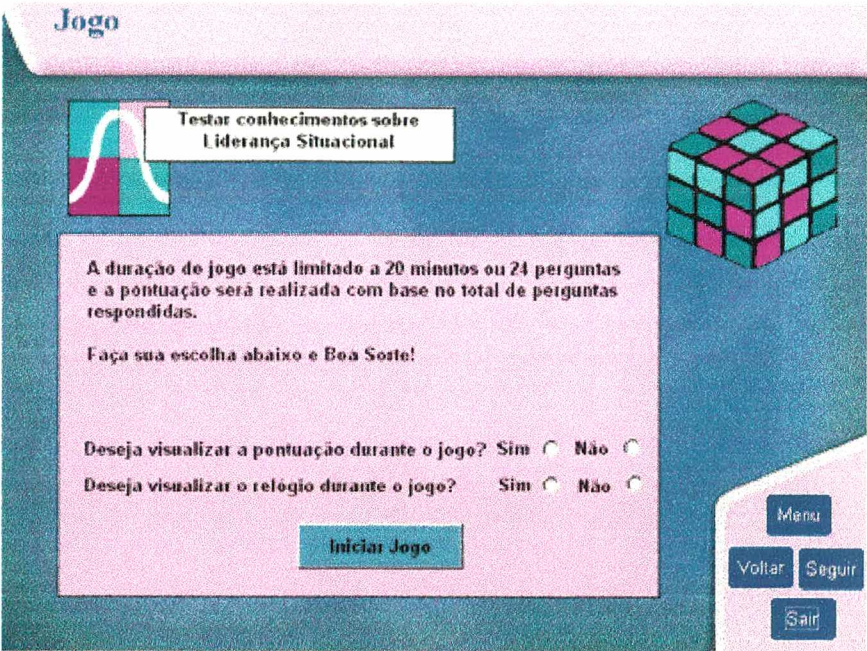 Jogo
Testar conhecimentos sobre
Liderança Situacional
A duração do jogo está limitado a 20 minutos ou 24 perguntas
e a pontuação será realizada com base no total de perguntas
respondidas.
Faça sua escolha abaixo e Boa Sorte!
Deseja visualizar a pontuação durante o jogo? Sim Não
Deseja visualizar o relógio durante o jogo? Sim Não
Iniciar Jogo
Menu
Voltar Seguir
Sair